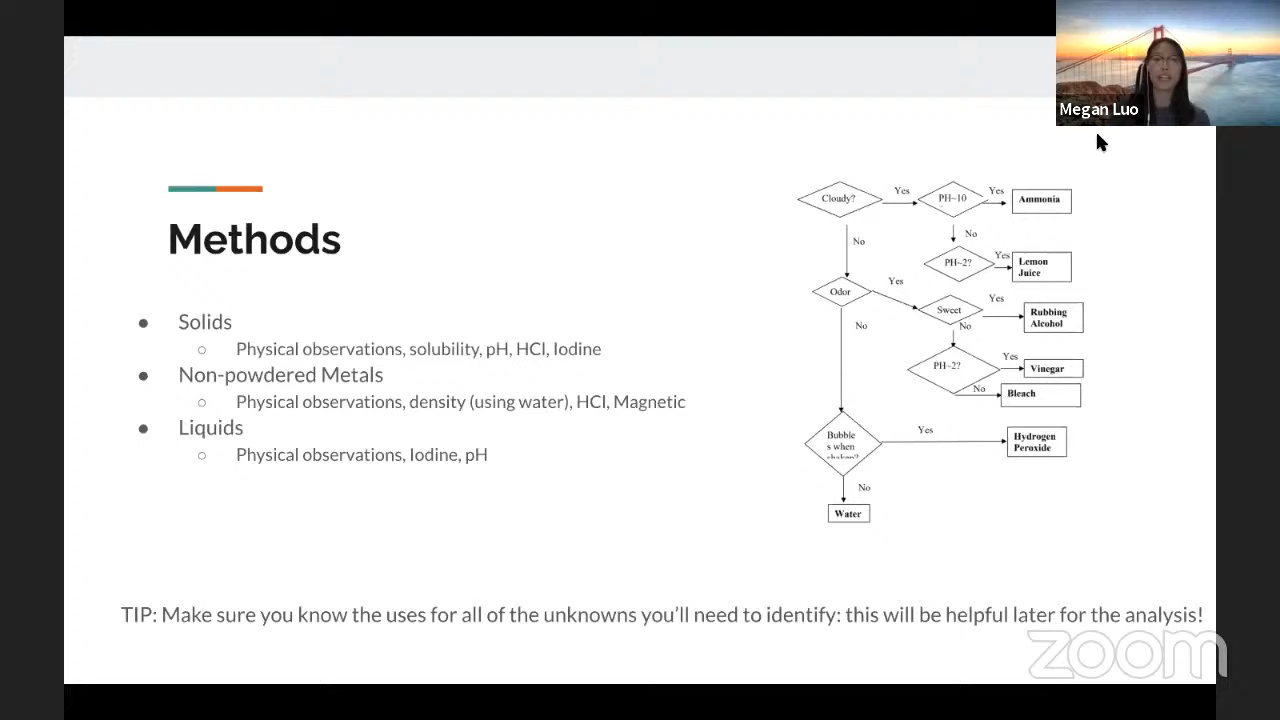 Megan Luo
Methods
● Solids
○ Physical observations, solubility, pH, HCl, Iodine
● Non-powdered Metals
○ Physical observations, density (using water), HCl, Magnetic
● Liquids
○ Physical observations, Iodine, pH
Cloudy?
Yes
PH~10
Yes
Ammonia
No
No
PH~2?
Yes
Lemon
Juice
Odor
Yes
Sweet
Yes
Rubbing
Alcohol
No
No
PH~2?
Yes
Vinegar
No
Bleach
Bubble
s when
shaken?
Yes
Hydrogen
Peroxide
No
Water
TIP: Make sure you know the uses for all of the unknowns you'll need to identify: this will be helpful later for the analysis!
zoom